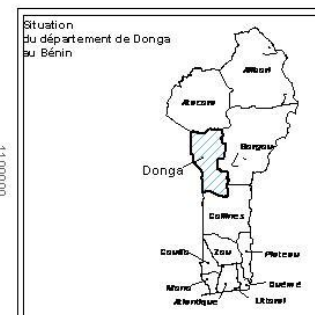 Situation
du département de Donga
au Bénin
Alibori
Atacora
Borgou
Donga
Collines
Couffo
Zou
Plateau
Mono
Ouémé
Atlantique
Littoral
1100000